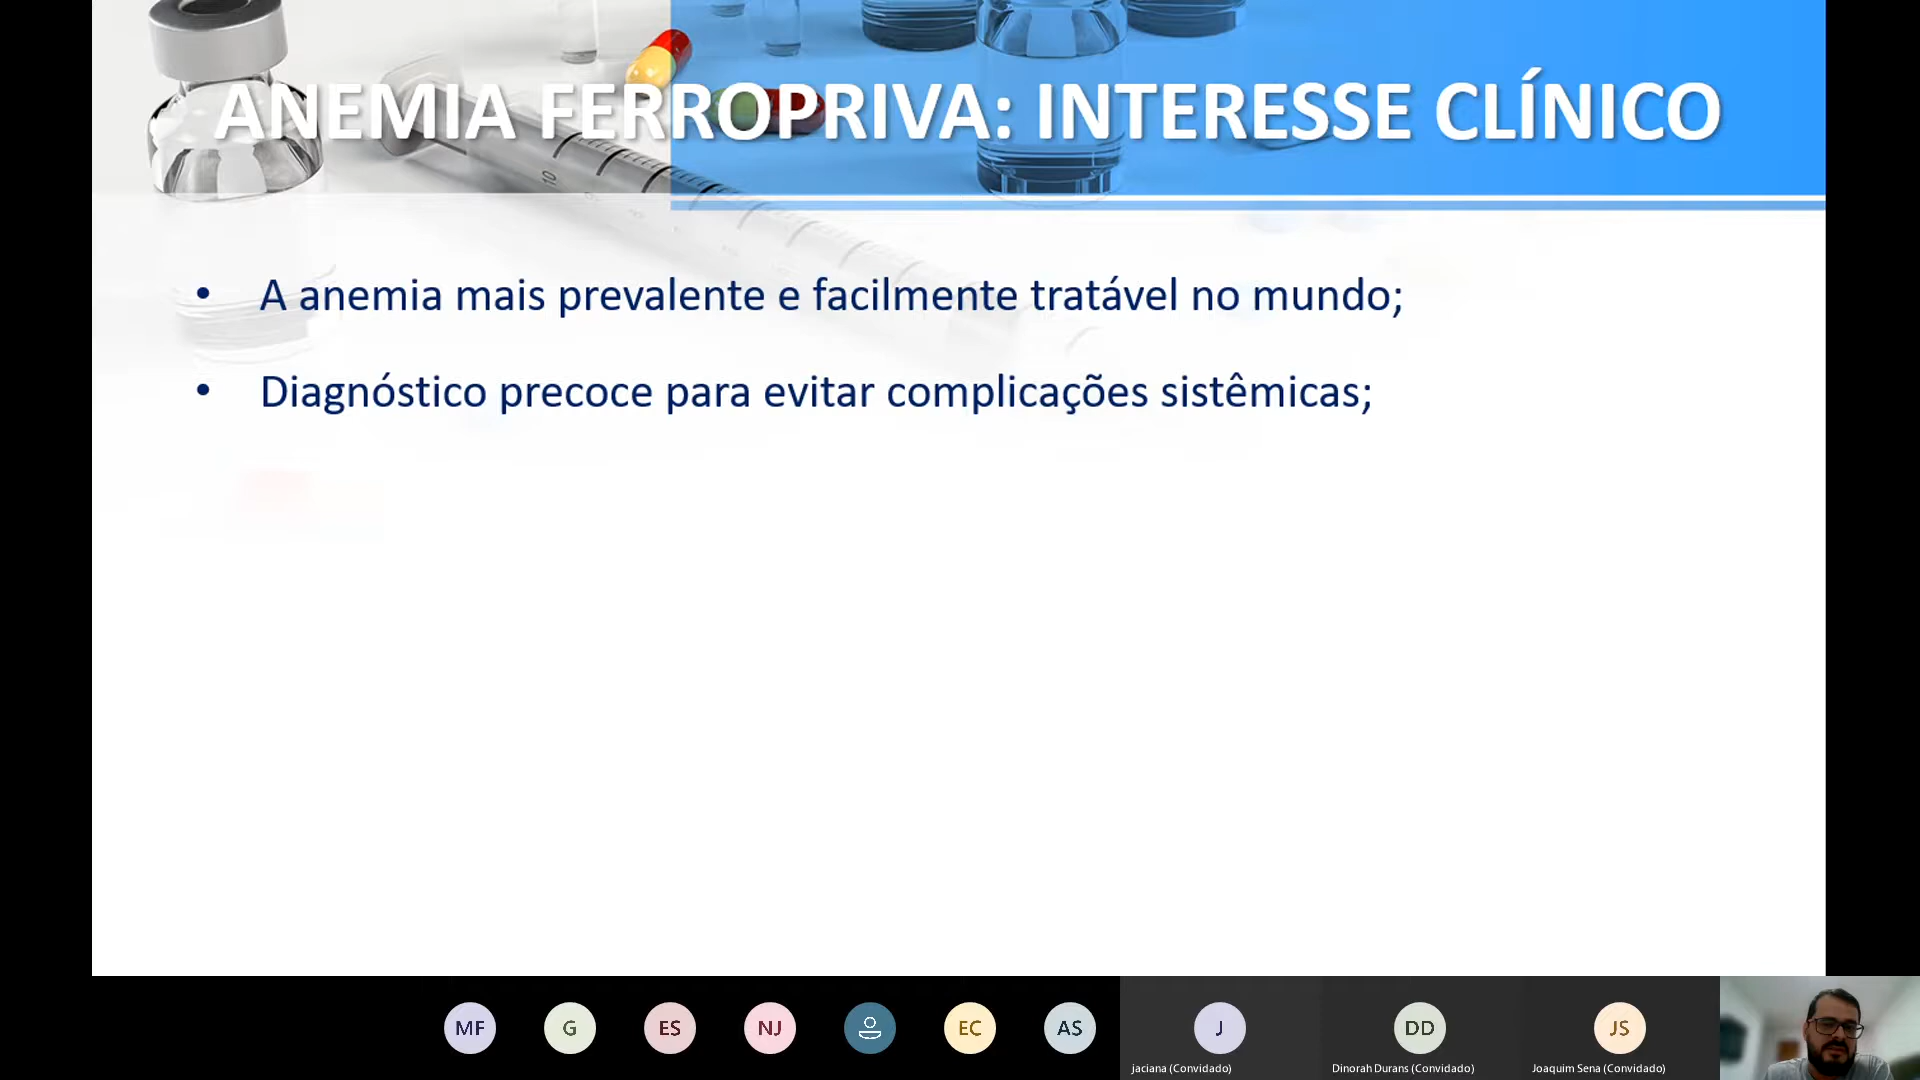 ANEMIA FERROPRIVA: INTERESSE CLÍNICO
10
• A anemia mais prevalente e facilmente tratável no mundo;
• Diagnóstico precoce para evitar complicações sistêmicas;
MF G ES NJ EC AS J DD JS
jaciana (Convidado) Dinorah Durans (Convidado) Joaquim Sena (Convidado)